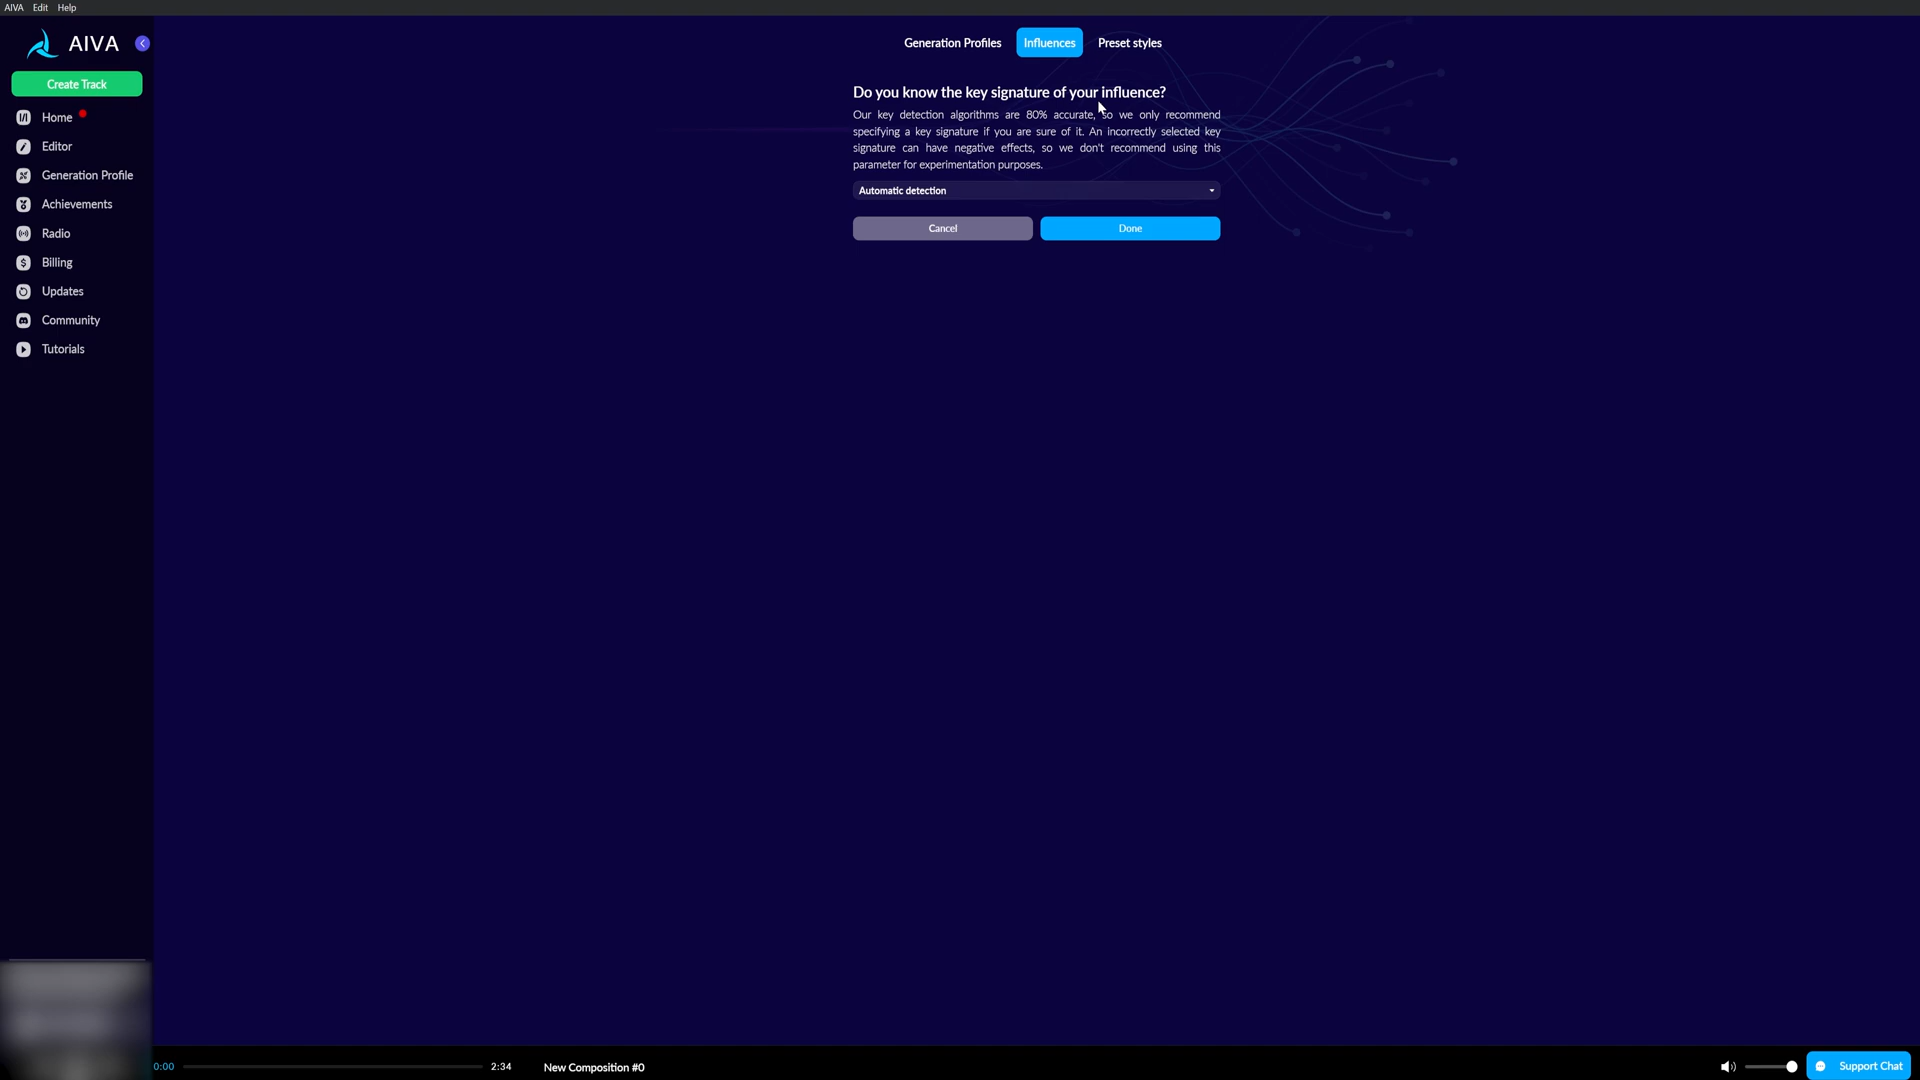 AIVA Edit Help
AIVA
Create Track
Home
Editor
Generation Profile
Achievements
Radio
Billing
Updates
Community
Tutorials
Generation Profiles Influences Preset styles
Do you know the key signature of your influence?
Our key detection algorithms are 80% accurate, so we only recommend
specifying a key signature if you are sure of it. An incorrectly selected key
signature can have negative effects, so we don't recommend using this
parameter for experimentation purposes.
Automatic detection
Cancel Done
0:00 2:34 New Composition #0 Support Chat